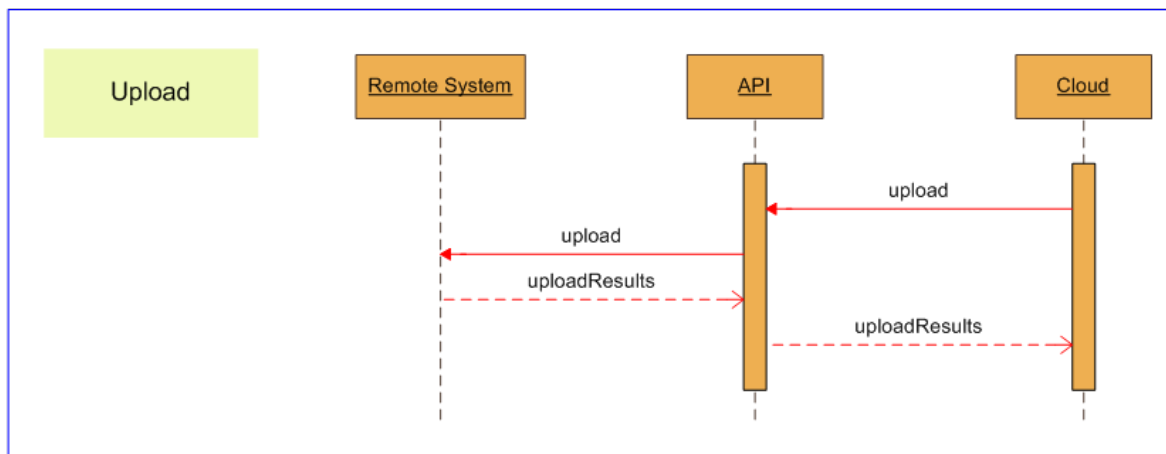 Upload
Remote System
API
Cloud
upload
upload
uploadResults
uploadResults